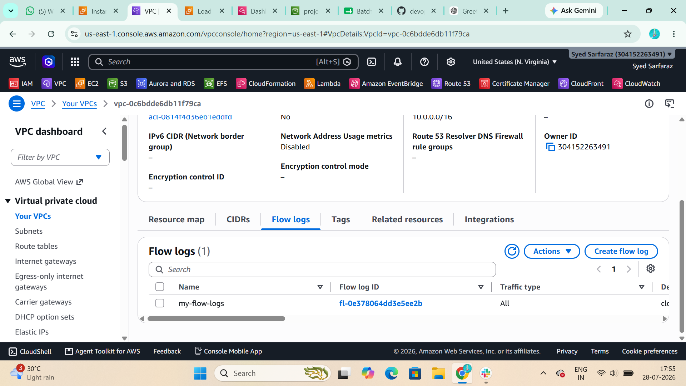 (5) W
Insta
VPC |
Load
Dash
proje
Batch
devo
Gree
Ask Gemini
us-east-1.console.aws.amazon.com/vpcconsole/home?region=us-east-1#VpcDetails:VpcId=vpc-0c6bdde6db11f79ca
aws
Search
[Alt+S]
United States (N. Virginia)
Syed Sarfaraz (304152263491)
Syed Sarfaraz
IAM
VPC
EC2
S3
Aurora and RDS
EFS
CloudFormation
Lambda
Amazon EventBridge
Route 53
Certificate Manager
CloudFront
CloudWatch
VPC
Your VPCs
vpc-0c6bdde6db11f79ca
VPC dashboard
Filter by VPC
AWS Global View
Virtual private cloud
Your VPCs
Subnets
Route tables
Internet gateways
Egress-only internet
gateways
Carrier gateways
DHCP option sets
Elastic IPs
No
10.0.0.0/16
–
IPv6 CIDR (Network border
group)
–
Network Address Usage metrics
Disabled
Route 53 Resolver DNS Firewall
rule groups
–
Owner ID
304152263491
Encryption control ID
–
Encryption control mode
–
Resource map
CIDRs
Flow logs
Tags
Related resources
Integrations
Flow logs (1)
Actions
Create flow log
Search
1
Name
Flow log ID
Traffic type
De
my-flow-logs
fl-0e378064dd3e5ee2b
All
clo
CloudShell
Agent Toolkit for AWS
Feedback
Console Mobile App
© 2026, Amazon Web Services, Inc. or its affiliates.
Privacy
Terms
Cookie preferences
3
30°C
Light rain
Search
ENG
IN
17:55
28-07-2026